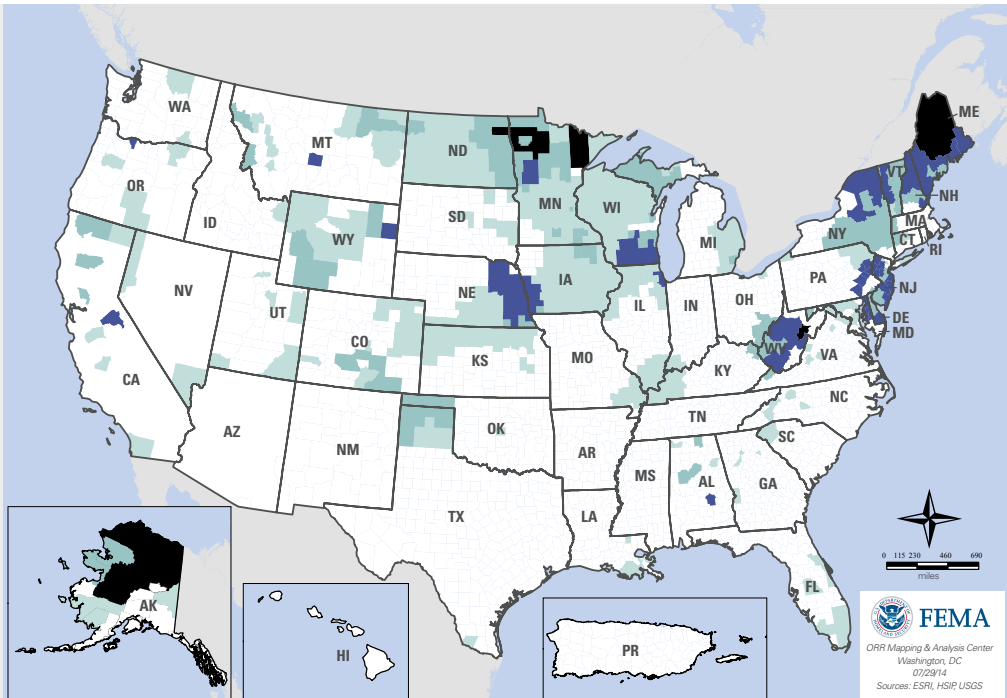 WA
MT
ND
ME
OR
ID
SD
MN
WI
VT
NH
WY
MI
NY
MA
CT
RI
NV
UT
NE
IA
PA
NJ
IL
IN
OH
DE
MD
CA
CO
KS
MO
WV
VA
KY
NC
TN
AZ
NM
OK
AR
SC
TX
MS
AL
GA
LA
FL
AK
HI
PR
0 115 230 460 690
miles
FEMA
ORR Mapping & Analysis Center
Washington, DC
07/29/14
Sources: ESRI, HSIP, USGS